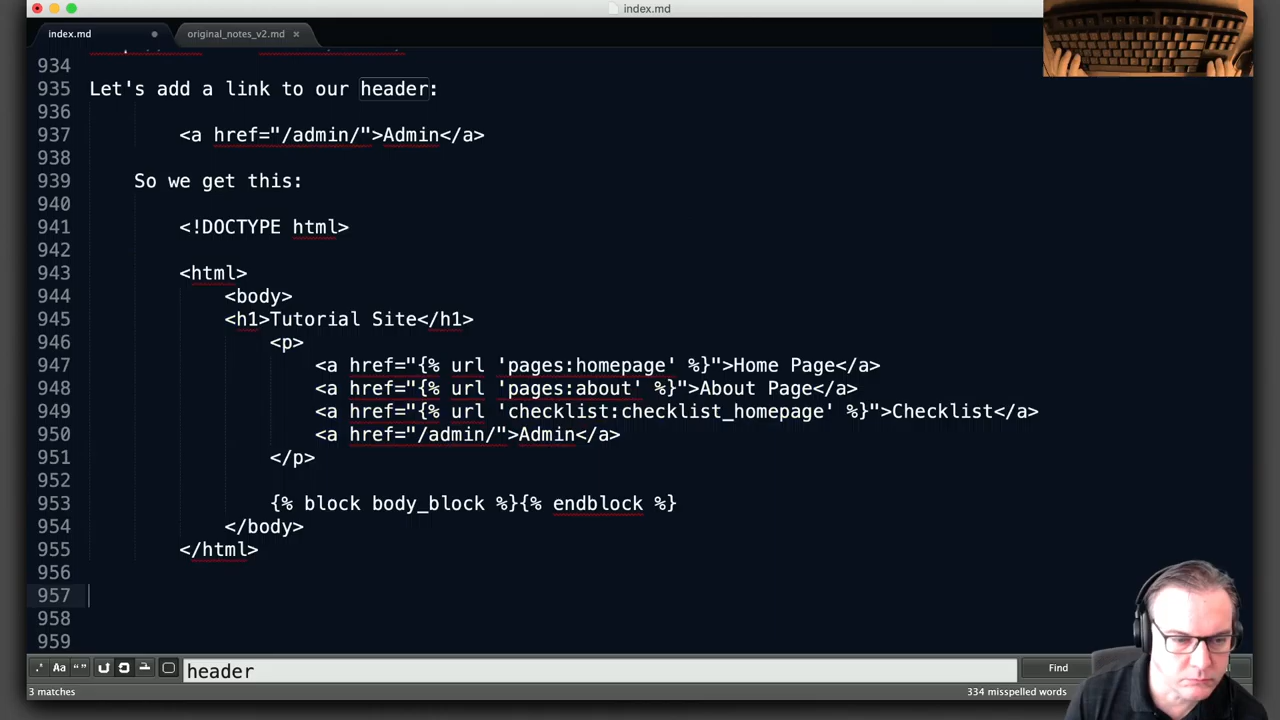 index.md
index.md
original_notes_v2.md
934
935 Let's add a link to our header:
936
937 <a href="/admin/">Admin</a>
938
939 So we get this:
940
941 <!DOCTYPE html>
942
943 <html>
944 <body>
945 <h1>Tutorial Site</h1>
946 <p>
947 <a href="{% url 'pages:homepage' %}">Home Page</a>
948 <a href="{% url 'pages:about' %}">About Page</a>
949 <a href="{% url 'checklist:checklist_homepage' %}">Checklist</a>
950 <a href="/admin/">Admin</a>
951 </p>
952
953 {% block body_block %}{% endblock %}
954 </body>
955 </html>
956
957
958
959
.* Aa “” header Find
3 matches 334 misspelled words